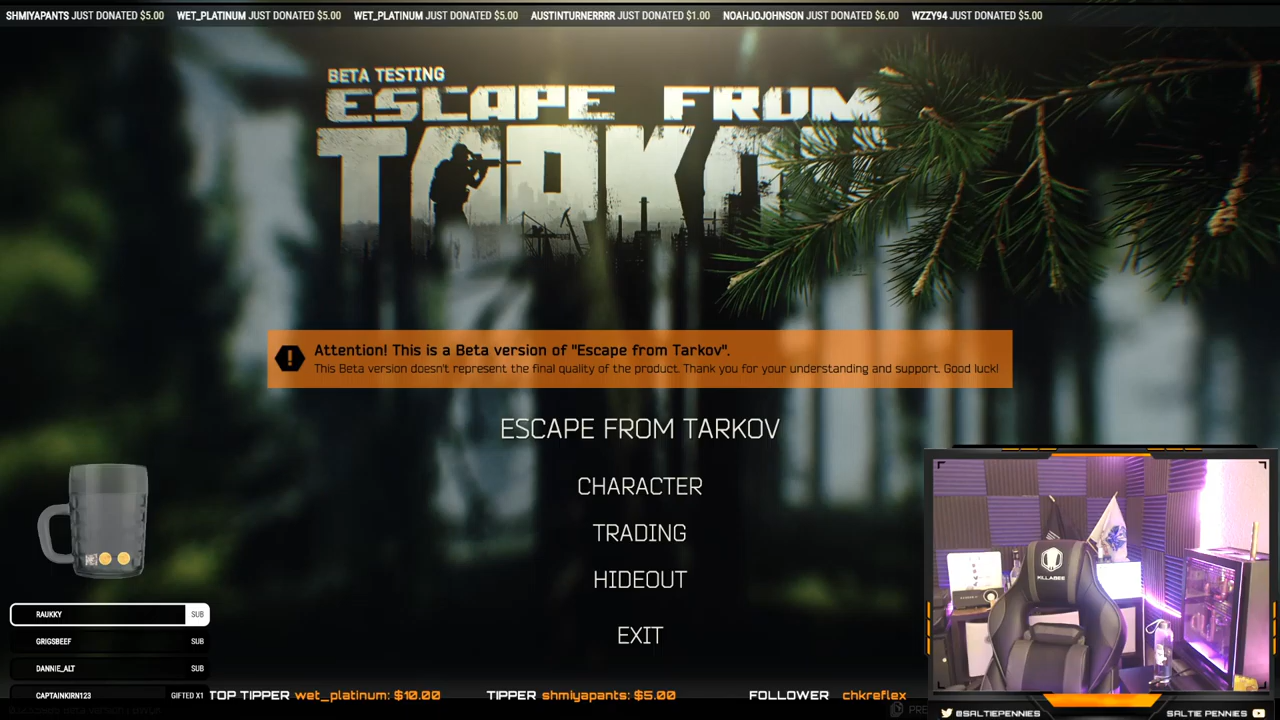 SHMIYAPANTS JUST DONATED $5.00 WET_PLATINUM JUST DONATED $5.00 WET_PLATINUM JUST DONATED $5.00 AUSTINTURNERRRR JUST DONATED $1.00 NOAHJOJOHNSON JUST DONATED $6.00 WZZY94 JUST DONATED $5.00
BETA TESTING
ESCAPE FROM
TARKOV
Attention! This is a Beta version of "Escape from Tarkov".
This Beta version doesn't represent the final quality of the product. Thank you for your understanding and support. Good luck!
ESCAPE FROM TARKOV
CHARACTER
TRADING
HIDEOUT
EXIT
KILLABEE
RAUKKY SUB
GRIGSBEEF SUB
DANNIE_ALT SUB
CAPTAINKIRN123 GIFTED X1
TOP TIPPER wet_platinum: $10.00 TIPPER shmiyapants: $5.00 FOLLOWER chkreflex
@SALTIEPENNIES SALTIE PENNIES